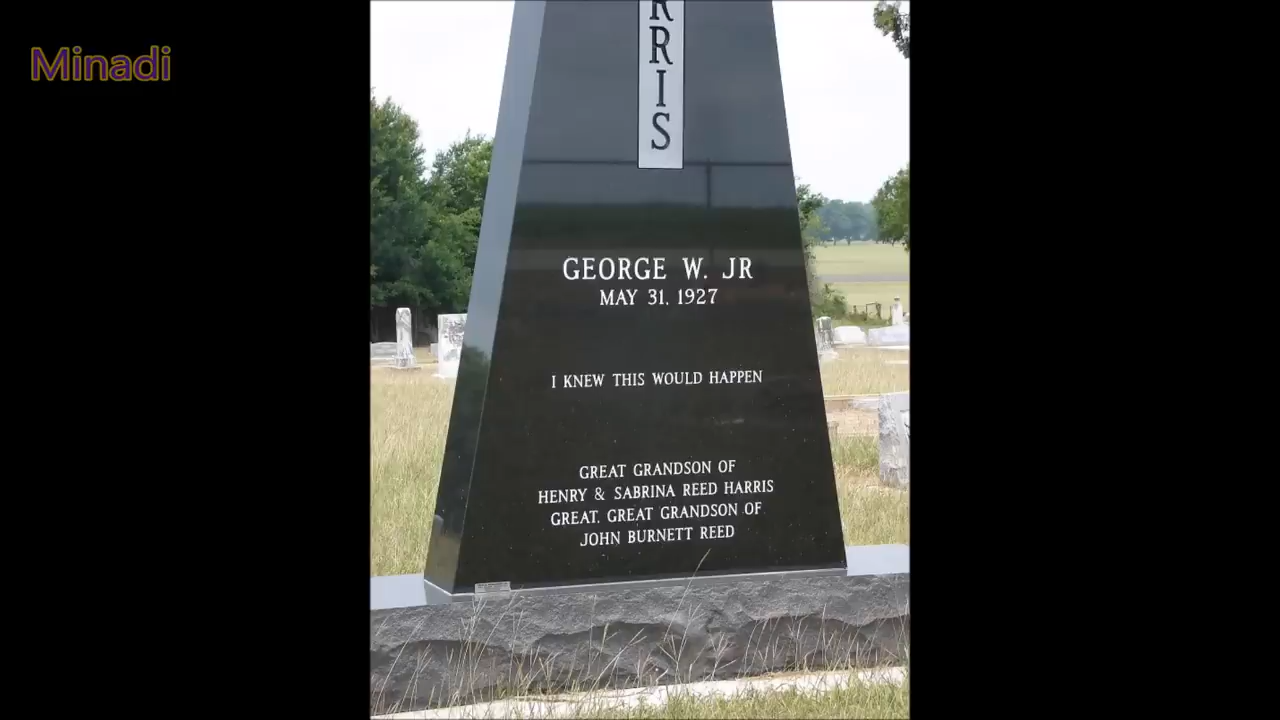 Minadi
RRIS
GEORGE W. JR
MAY 31, 1927
I KNEW THIS WOULD HAPPEN
GREAT GRANDSON OF
HENRY & SABRINA REED HARRIS
GREAT, GREAT GRANDSON OF
JOHN BURNETT REED